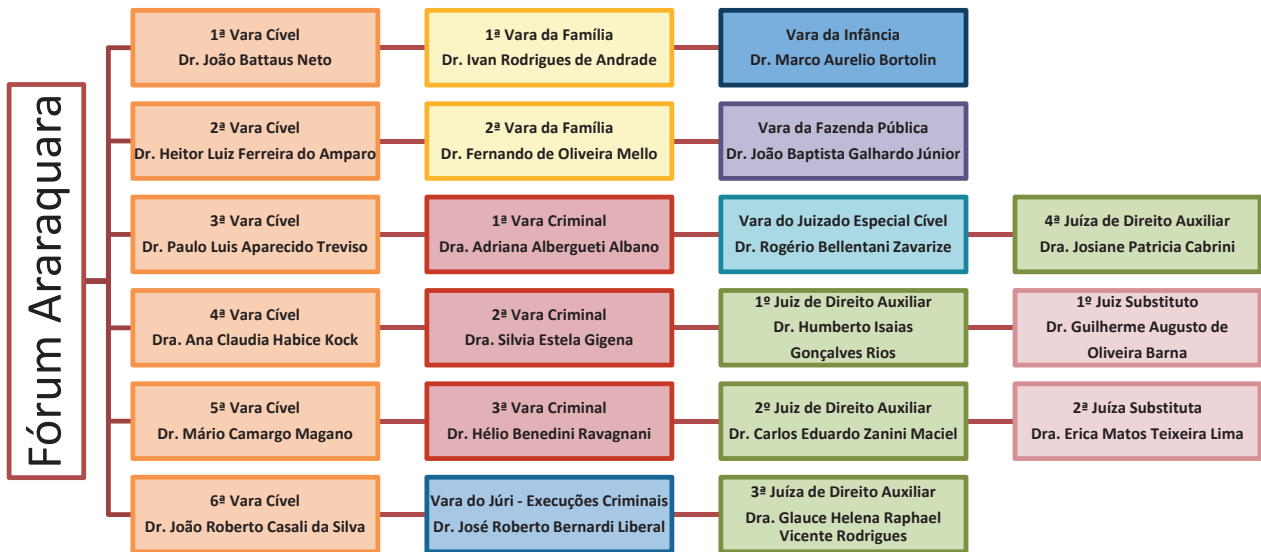 Fórum Araraquara
1ª Vara Cível
Dr. João Battaus Neto
1ª Vara da Família
Dr. Ivan Rodrigues de Andrade
Vara da Infância
Dr. Marco Aurelio Bortolin
2ª Vara Cível
Dr. Heitor Luiz Ferreira do Amparo
2ª Vara da Família
Dr. Fernando de Oliveira Mello
Vara da Fazenda Pública
Dr. João Baptista Galhardo Júnior
3ª Vara Cível
Dr. Paulo Luis Aparecido Treviso
1ª Vara Criminal
Dra. Adriana Albergueti Albano
Vara do Juizado Especial Cível
Dr. Rogério Bellentani Zavarize
4ª Juíza de Direito Auxiliar
Dra. Josiane Patricia Cabrini
4ª Vara Cível
Dra. Ana Claudia Habice Kock
2ª Vara Criminal
Dra. Silvia Estela Gigena
1º Juiz de Direito Auxiliar
Dr. Humberto Isaias
Gonçalves Rios
1º Juiz Substituto
Dr. Guilherme Augusto de
Oliveira Barna
5ª Vara Cível
Dr. Mário Camargo Magano
3ª Vara Criminal
Dr. Hélio Benedini Ravagnani
2º Juiz de Direito Auxiliar
Dr. Carlos Eduardo Zanini Maciel
2ª Juíza Substituta
Dra. Erica Matos Teixeira Lima
6ª Vara Cível
Dr. João Roberto Casali da Silva
Vara do Júri - Execuções Criminais
Dr. José Roberto Bernardi Liberal
3ª Juíza de Direito Auxiliar
Dra. Glauce Helena Raphael
Vicente Rodrigues